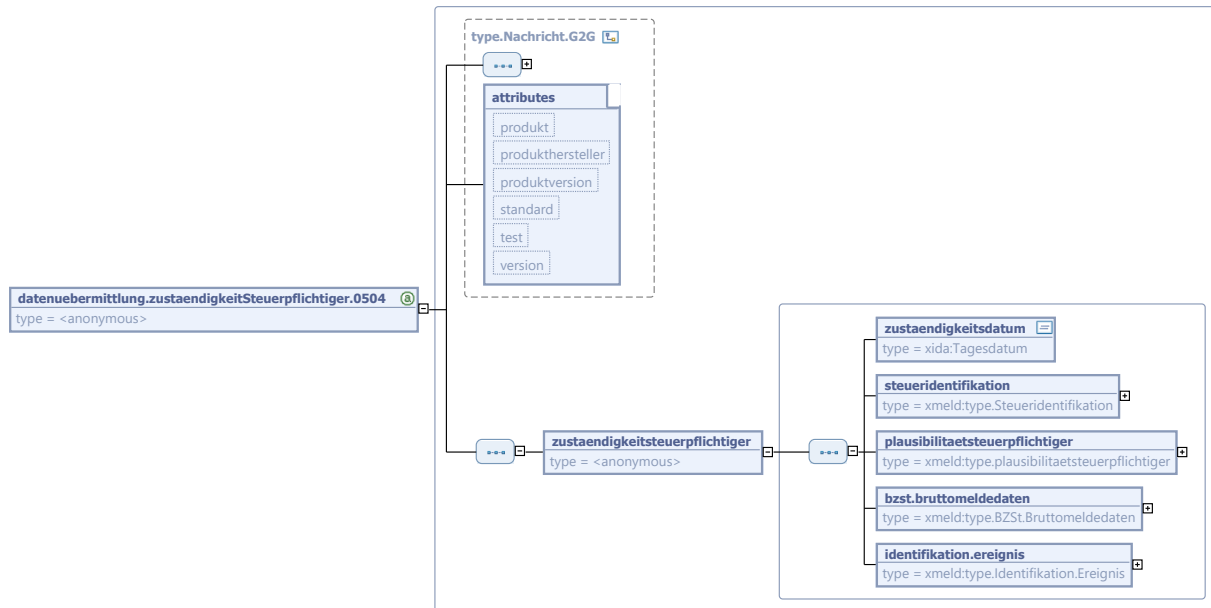 type.Nachricht.G2G
attributes
produkt
produkthersteller
produktversion
standard
test
version
datenuebermittlung.zustaendigkeitSteuerpflichtiger.0504
type = <anonymous>
zustaendigkeitsteuerpflichtiger
type = <anonymous>
zustaendigkeitsdatum
type = xida:Tagesdatum
steueridentifikation
type = xmeld:type.Steueridentifikation
plausibilitaetsteuerpflichtiger
type = xmeld:type.plausibilitaetsteuerpflichtiger
bzst.bruttomeldedaten
type = xmeld:type.BZSt.Bruttomeldedaten
identifikation.ereignis
type = xmeld:type.Identifikation.Ereignis